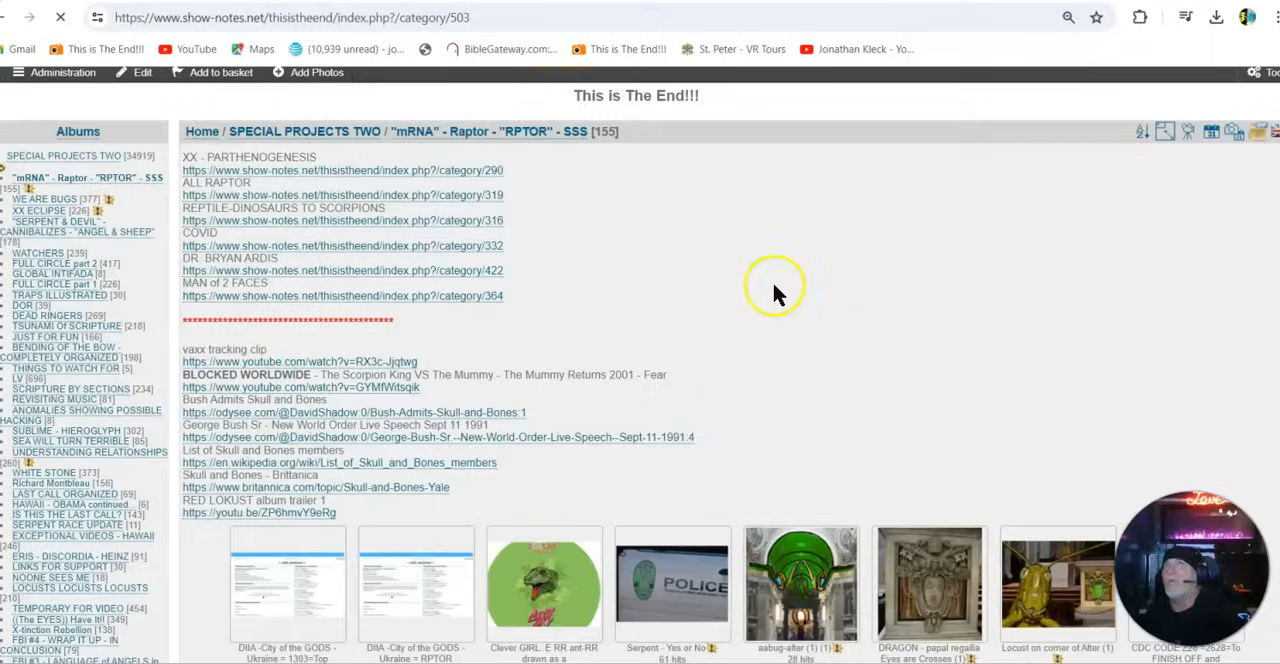 https://www.show-notes.net/thisistheend/index.php?/category/503
Gmail
This is The End!!!
YouTube
Maps
(10,939 unread) - jo...
BibleGateway.com:...
This is The End!!!
St. Peter - VR Tours
Jonathan Kleck - Yo...
Administration
Edit
Add to basket
Add Photos
Too
This is The End!!!
Albums
SPECIAL PROJECTS TWO [34919]
"mRNA" - Raptor - "RPTOR" - SSS
[155]
WE ARE BUGS [377]
XX ECLIPSE [226]
"SERPENT & DEVIL" -
CANNIBALIZES - "ANGEL & SHEEP"
[178]
WATCHERS [239]
FULL CIRCLE part 2 [417]
GLOBAL INTIFADA [8]
FULL CIRCLE part 1 [226]
TRAPS ILLUSTRATED [30]
DOR [39]
DEAD RINGERS [269]
TSUNAMI of SCRIPTURE [218]
JUST FOR FUN [166]
BENDING OF THE BOW -
COMPLETELY ORGANIZED [198]
THINGS TO WATCH FOR [5]
LV [696]
SCRIPTURE BY SECTIONS [234]
REVISITING MUSIC [81]
ANOMALIES SHOWING POSSIBLE
HACKING [8]
SUBLIME - HIEROGLYPH [302]
SEA WILL TURN TERRIBLE [85]
UNDERSTANDING RELATIONSHIPS
[260]
WHITE STONE [373]
Richard Montbleau [156]
LAST CALL ORGANIZED [69]
HAWAII - OBAMA continued... [6]
IS THIS THE LAST CALL? [143]
SERPENT RACE UPDATE [11]
EXCEPTIONAL VIDEOS - HAWAII
[246]
ERIS - DISCORDIA - HEINZ [91]
LINKS FOR SUPPORT [30]
NOONE SEES ME [18]
LOCUSTS LOCUSTS LOCUSTS
[210]
TEMPORARY FOR VIDEO [454]
((The EYES)) Have It!! [349]
X-tinction Rebellion [138]
FBI #4 - WRAP IT UP - IN
CONCLUSION [79]
FBI #3 - LANGUAGE of ANGELS in
Home / SPECIAL PROJECTS TWO / "mRNA" - Raptor - "RPTOR" - SSS [155]
XX - PARTHENOGENESIS
https://www.show-notes.net/thisistheend/index.php?/category/290
ALL RAPTOR
https://www.show-notes.net/thisistheend/index.php?/category/319
REPTILE-DINOSAURS TO SCORPIONS
https://www.show-notes.net/thisistheend/index.php?/category/316
COVID
https://www.show-notes.net/thisistheend/index.php?/category/332
DR. BRYAN ARDIS
https://www.show-notes.net/thisistheend/index.php?/category/422
MAN of 2 FACES
https://www.show-notes.net/thisistheend/index.php?/category/364
******************************************
vaxx tracking clip
https://www.youtube.com/watch?v=RX3c-Jjqtwg
BLOCKED WORLDWIDE - The Scorpion King VS The Mummy - The Mummy Returns 2001 - Fear
https://www.youtube.com/watch?v=GYMfWitsqik
Bush Admits Skull and Bones
https://odysee.com/@DavidShadow:0/Bush-Admits-Skull-and-Bones:1
George Bush Sr - New World Order Live Speech Sept 11 1991
https://odysee.com/@DavidShadow:0/George-Bush-Sr.--New-World-Order-Live-Speech--Sept-11-1991:4
List of Skull and Bones members
https://en.wikipedia.org/wiki/List_of_Skull_and_Bones_members
Skull and Bones - Brittanica
https://www.britannica.com/topic/Skull-and-Bones-Yale
RED LOKUST album trailer 1
https://youtu.be/ZP6hmvY9eRg
POLICE
DIIA -City of the GODS -
Ukraine = 1303=Top
DIIA -City of the GODS -
Ukraine = RPTOR
Clever GIRL. E RR ant-RR
drawn as a
Serpent - Yes or No
61 hits
aabug-alter (1) (1)
28 hits
DRAGON - papal regailla
Eyes are Crosses (1)
Locust on corner of Alter (1)
CDC CODE Z26 =2628=To
FINISH OFF and